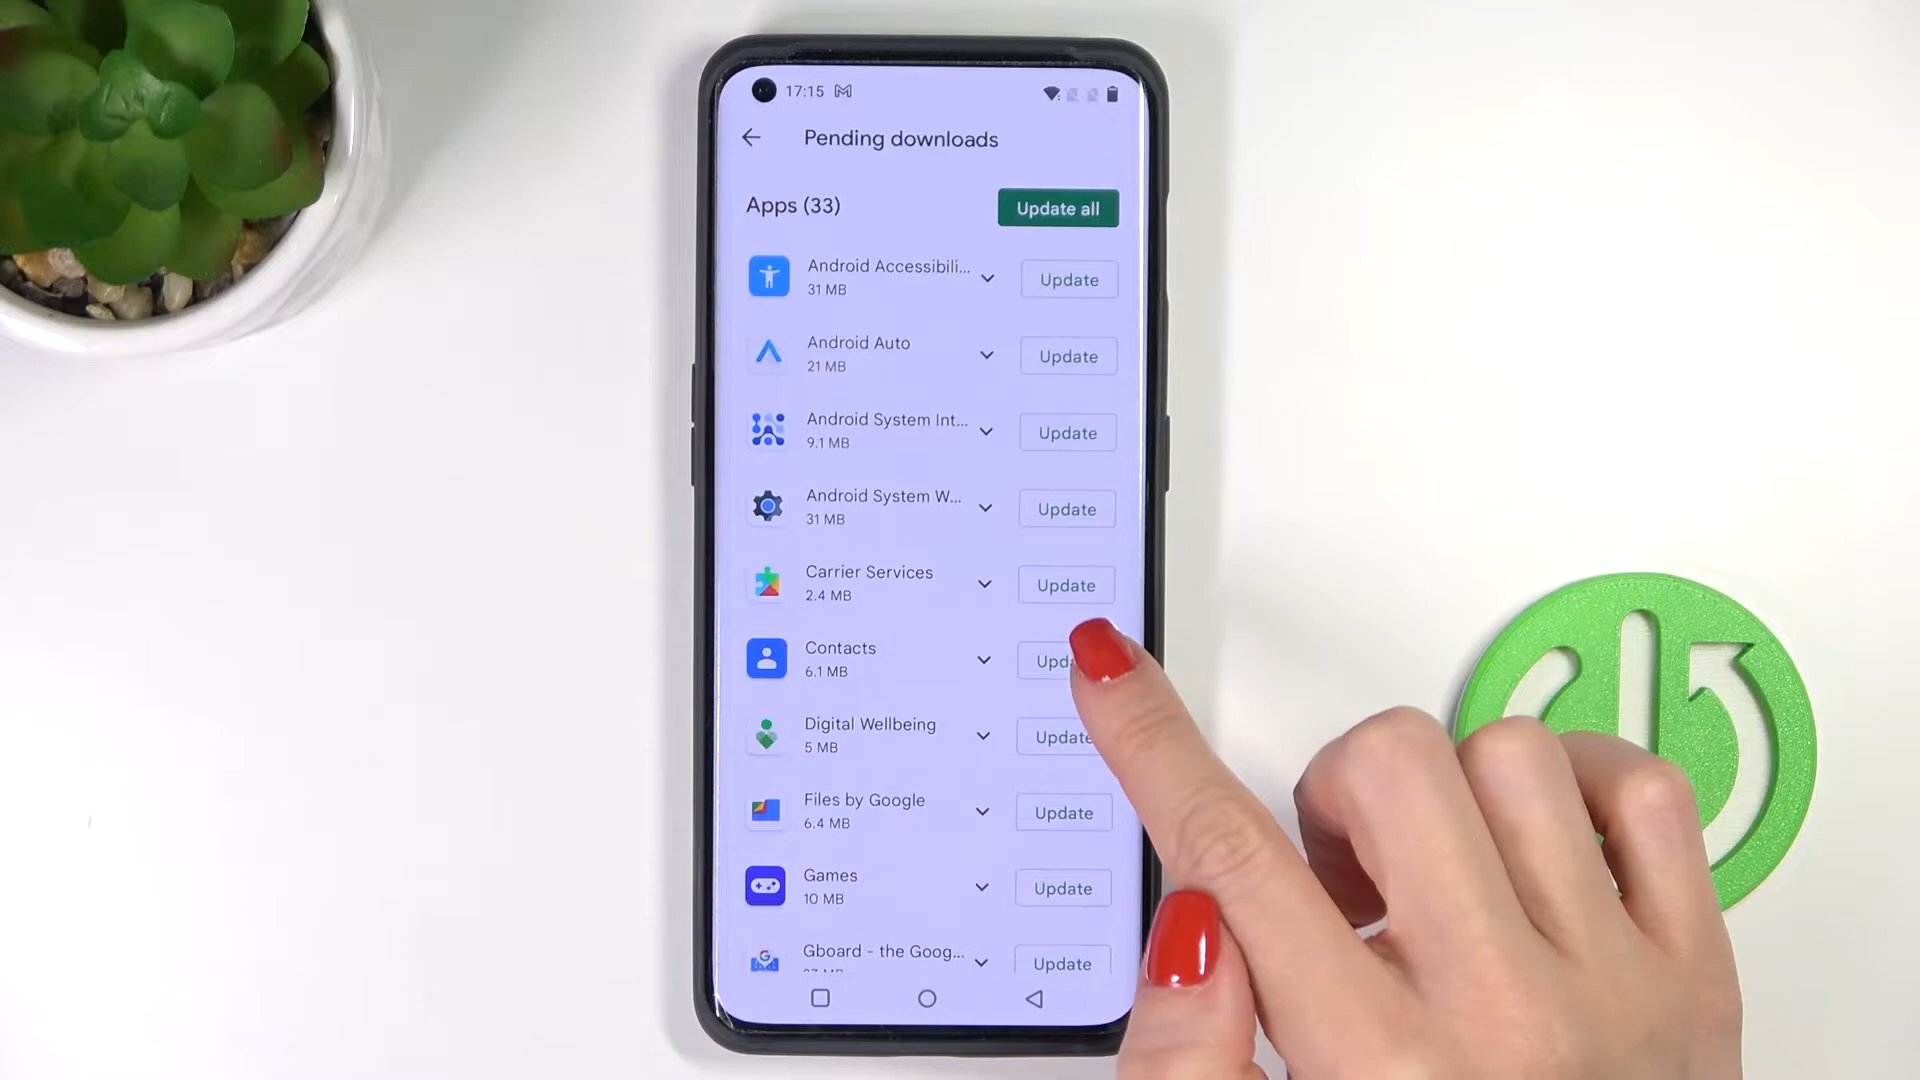 17:15
Pending downloads
Apps (33)
Update all
Android Accessibili...
31 MB
Update
Android Auto
21 MB
Update
Android System Int...
9.1 MB
Update
Android System W...
31 MB
Update
Carrier Services
2.4 MB
Update
Contacts
6.1 MB
Digital Wellbeing
5 MB
Update
Files by Google
6.4 MB
Update
Games
10 MB
Update
Gboard - the Goog...
Update